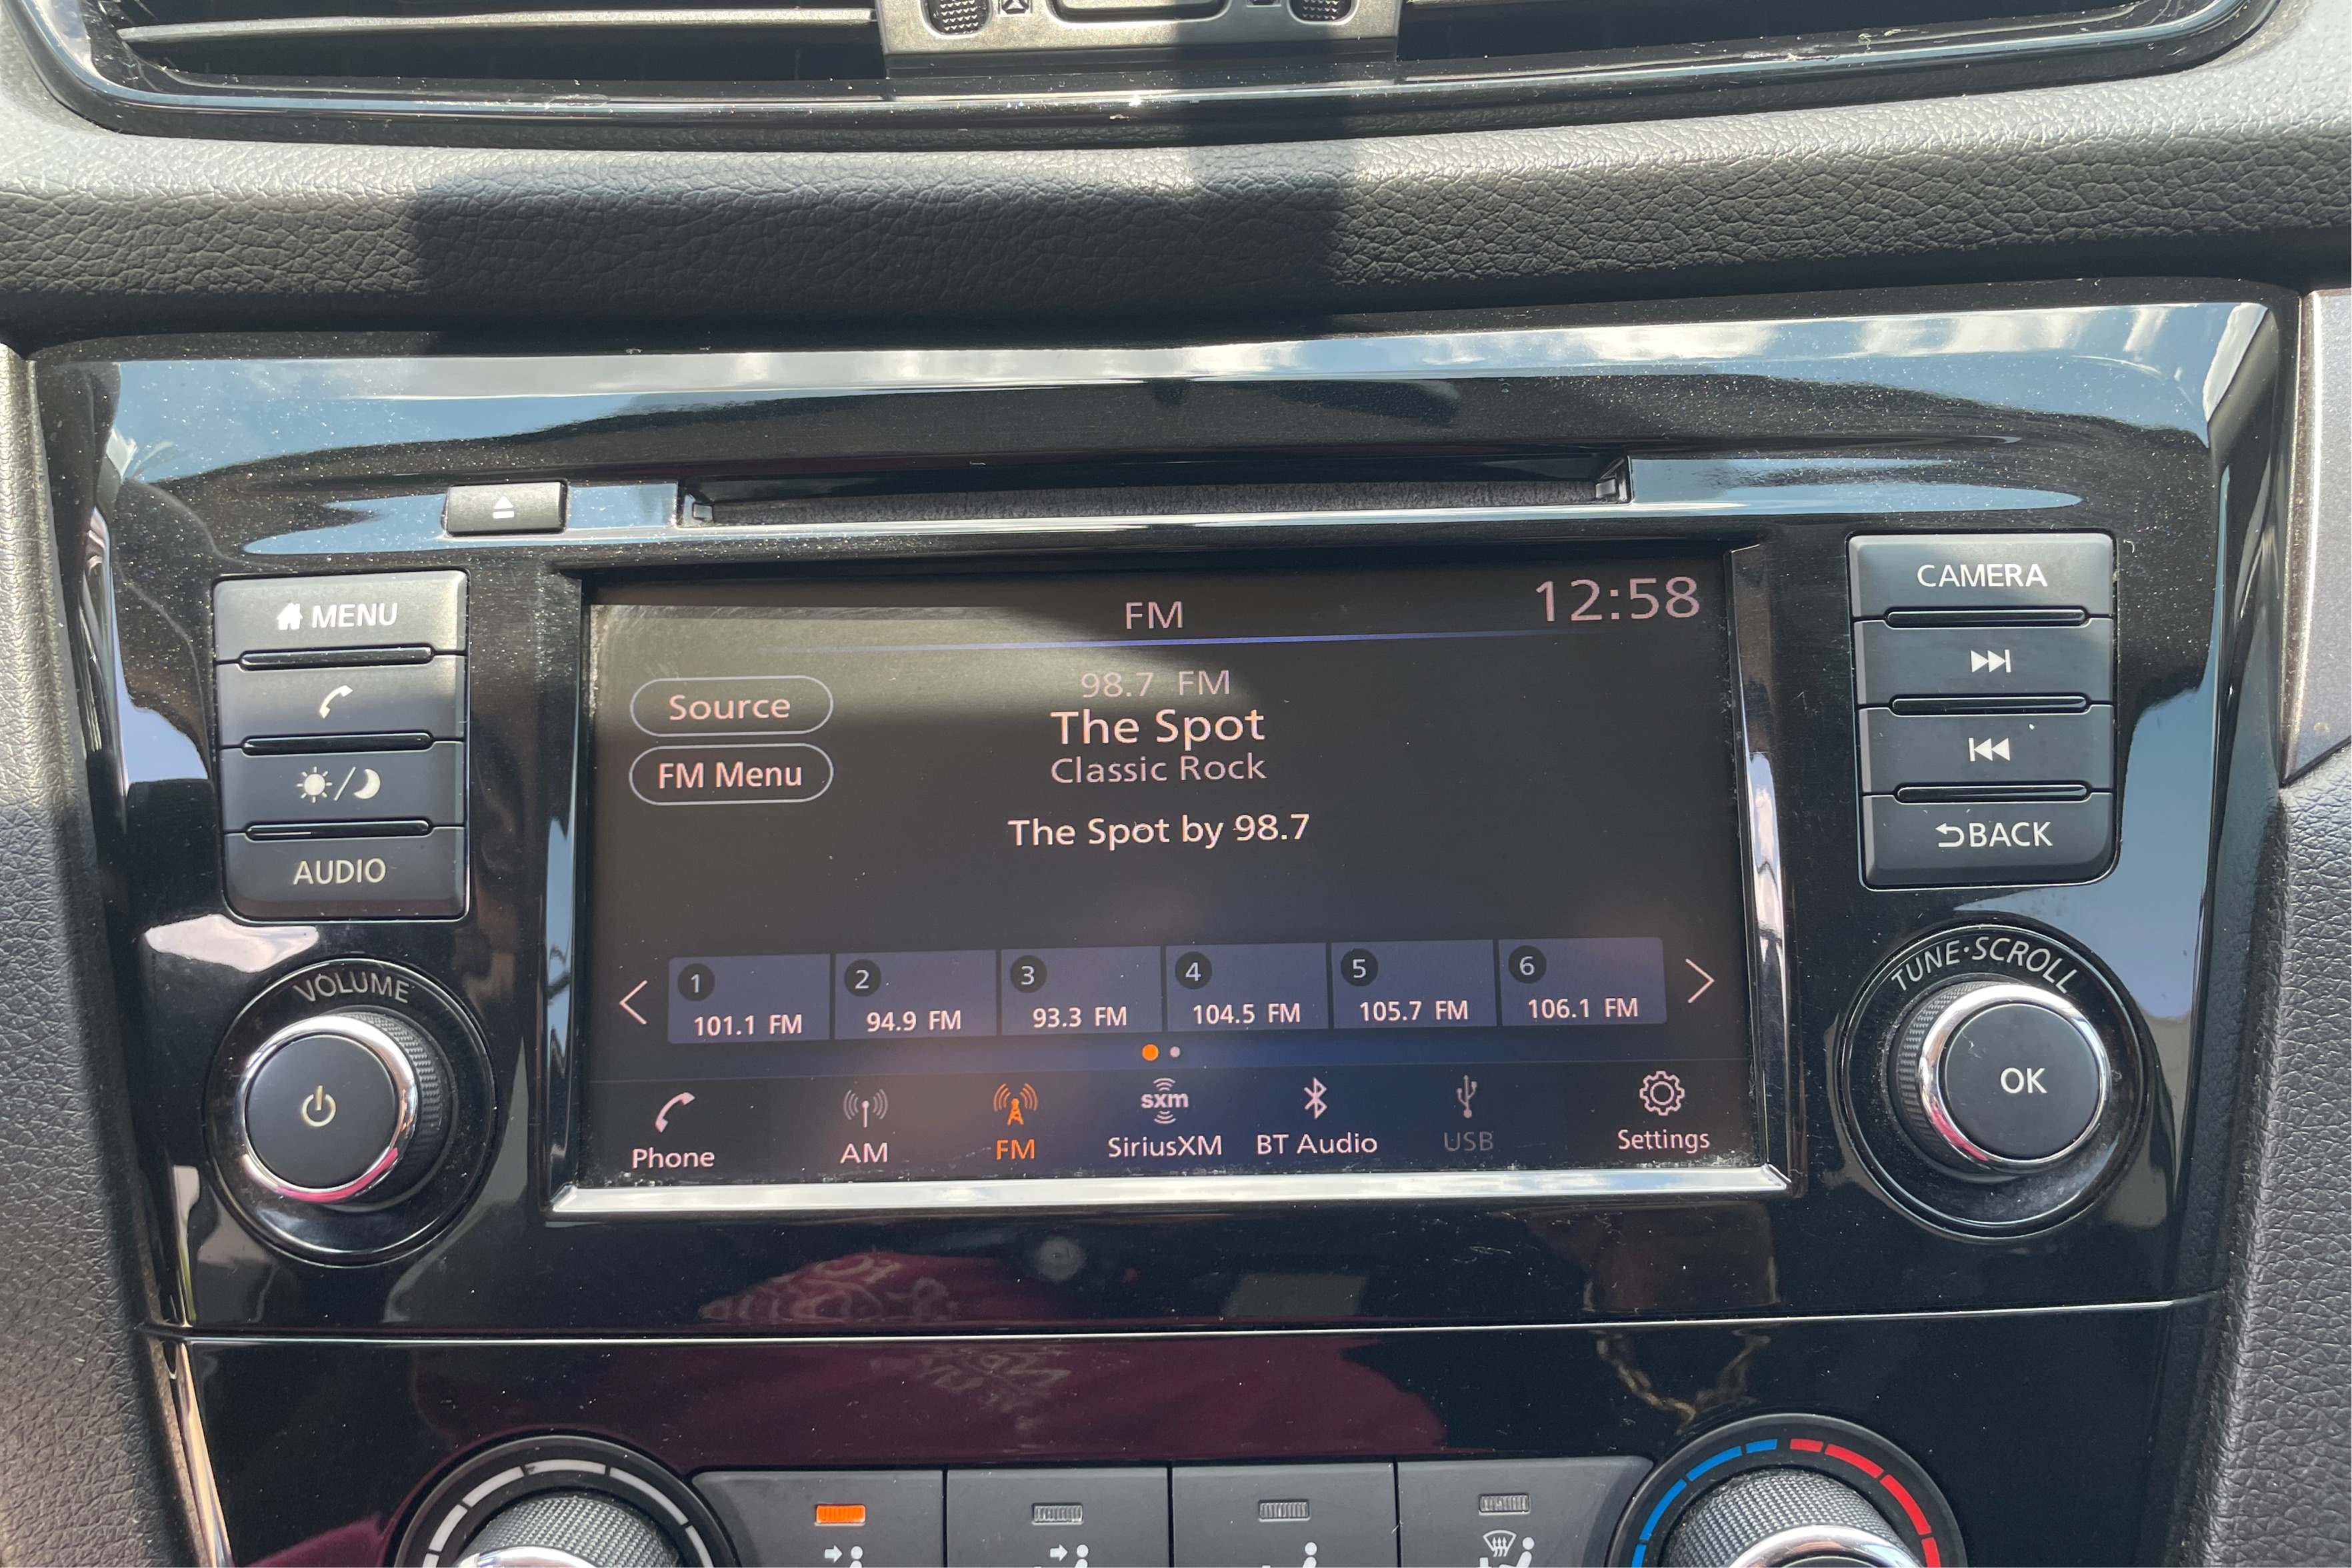 MENU
AUDIO
VOLUME
FM
12:58
Source
FM Menu
98.7 FM
The Spot
Classic Rock
The Spot by 98.7
1
101.1 FM
2
94.9 FM
3
93.3 FM
4
104.5 FM
5
105.7 FM
6
106.1 FM
Phone
AM
FM
sxm
SiriusXM
BT Audio
USB
Settings
CAMERA
BACK
TUNE·SCROLL
OK